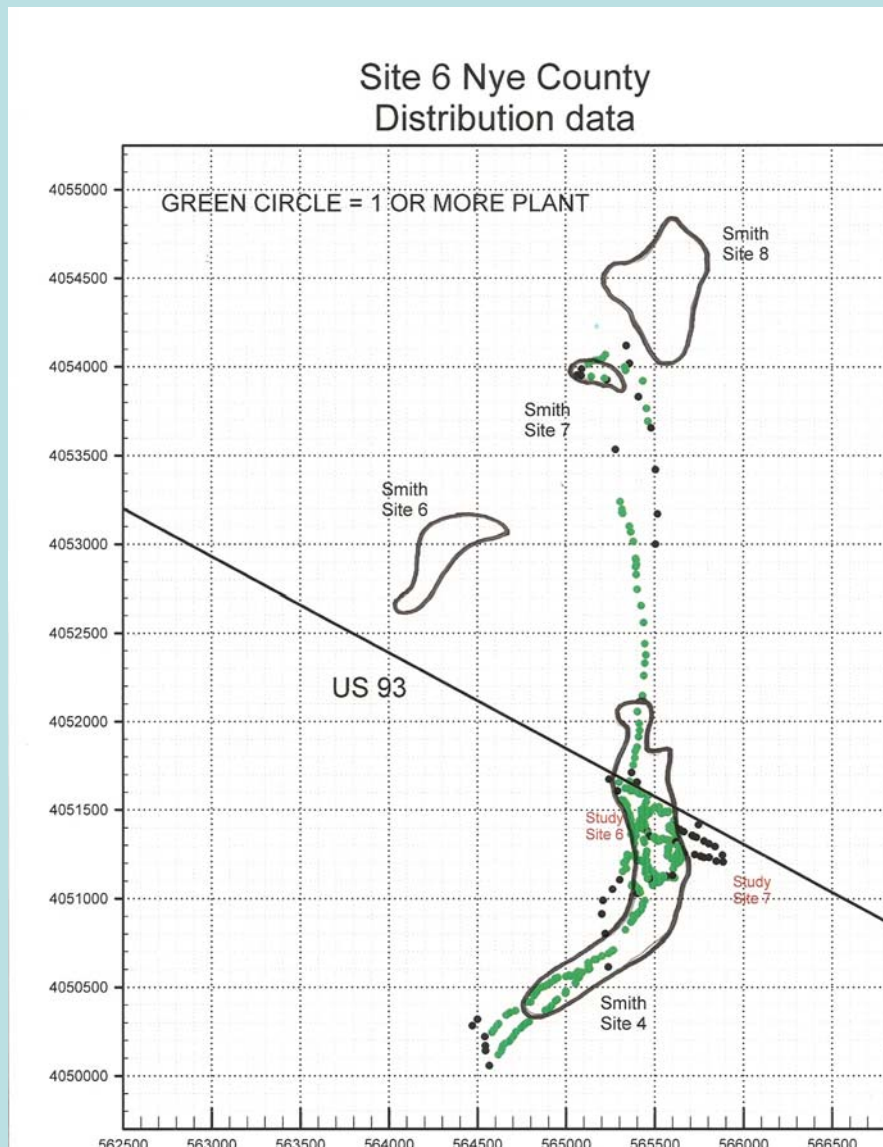 Site 6 Nye County
Distribution data
4055000
GREEN CIRCLE = 1 OR MORE PLANT
Smith
Site 8
4054500
4054000
Smith
Site 7
4053500
Smith
Site 6
4053000
4052500
US 93
4052000
4051500
Study
Site 6
4051000
Study
Site 7
4050500
Smith
Site 4
4050000
562500 563000 563500 564000 564500 565000 565500 566000 566500